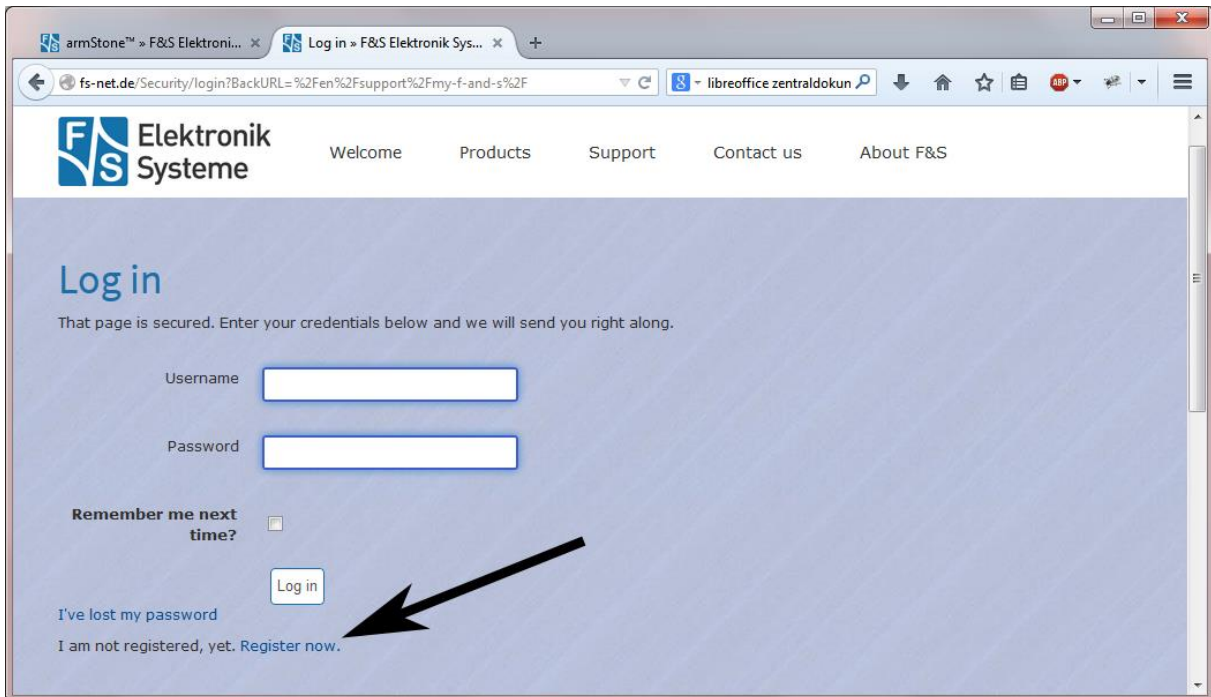 armStone™ » F&S Elektroni...
Log in » F&S Elektronik Sys...
fs-net.de/Security/login?BackURL=%2Fen%2Fsupport%2Fmy-f-and-s%2F
8
libreoffice zentraldokun
ABP
F S
Elektronik
Systeme
Welcome
Products
Support
Contact us
About F&S
Log in
That page is secured. Enter your credentials below and we will send you right along.
Username
Password
Remember me next
time?
Log in
I've lost my password
I am not registered, yet. Register now.